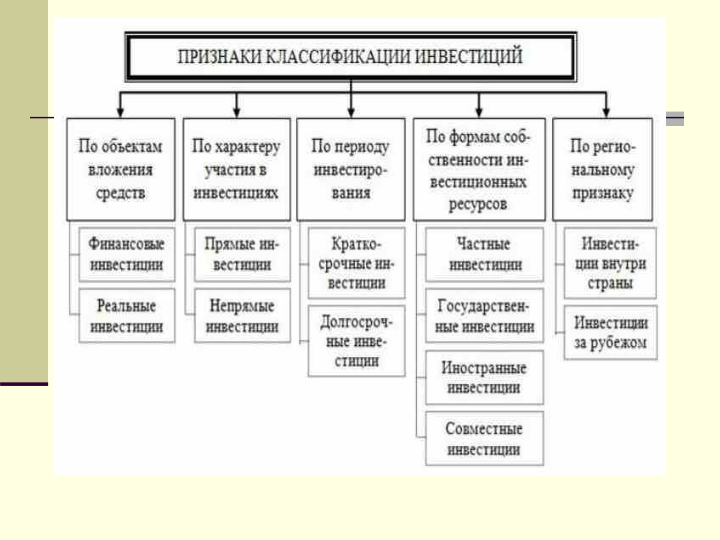 ПРИЗНАКИ КЛАССИФИКАЦИИ ИНВЕСТИЦИЙ
По объектам
вложения
средств
Финансовые
инвестиции
Реальные
инвестиции
По характеру
участия в
инвестициях
Прямые ин-
вестиции
Непрямые
инвестиции
По периоду
инвестиро-
вания
Кратко-
срочные ин-
вестиции
Долгосроч-
ные инве-
стиции
По формам соб-
ственности ин-
вестиционных
ресурсов
Частные
инвестиции
Государствен-
ные инвестиции
Иностранные
инвестиции
Совместные
инвестиции
По регио-
нальному
признаку
Инвести-
ции внутри
страны
Инвестиции
за рубежом